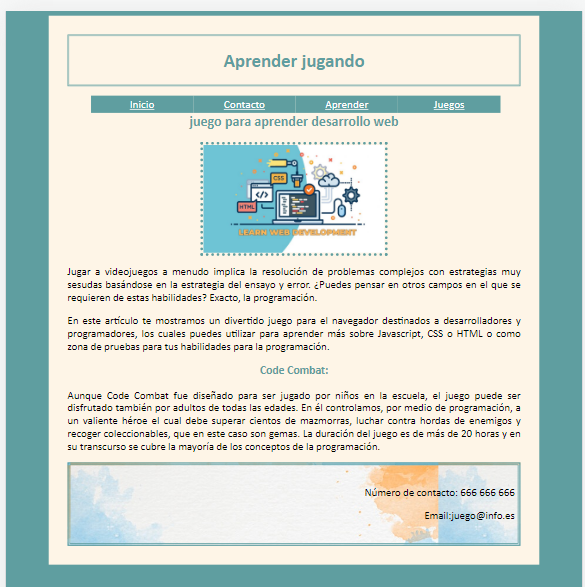 Aprender jugando
Inicio Contacto Aprender Juegos
juego para aprender desarrollo web
CSS
</>
HTML
LEARN WEB DEVELOPMENT
Jugar a videojuegos a menudo implica la resolución de problemas complejos con estrategias muy
sesudas basándose en la estrategia del ensayo y error. ¿Puedes pensar en otros campos en el que se
requieren de estas habilidades? Exacto, la programación.
En este artículo te mostramos un divertido juego para el navegador destinados a desarrolladores y
programadores, los cuales puedes utilizar para aprender más sobre Javascript, CSS o HTML o como
zona de pruebas para tus habilidades para la programación.
Code Combat:
Aunque Code Combat fue diseñado para ser jugado por niños en la escuela, el juego puede ser
disfrutado también por adultos de todas las edades. En él controlamos, por medio de programación, a
un valiente héroe el cual debe superar cientos de mazmorras, luchar contra hordas de enemigos y
recoger coleccionables, que en este caso son gemas. La duración del juego es de más de 20 horas y en
su transcurso se cubre la mayoría de los conceptos de la programación.
Número de contacto: 666 666 666
Email:juego@info.es